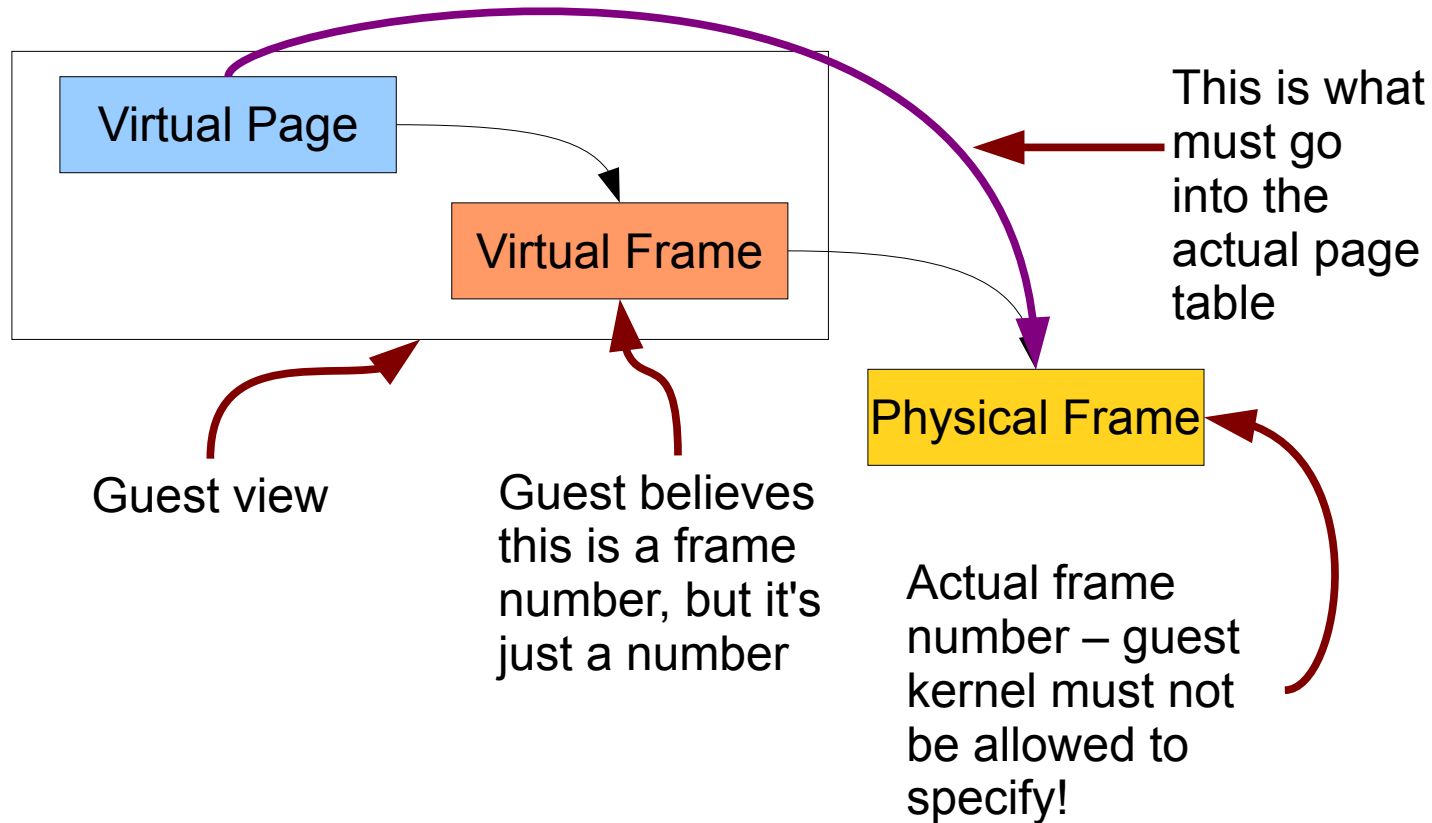 Virtual Page
Virtual Frame
Physical Frame
This is what
must go
into the
actual page
table
Guest view
Guest believes
this is a frame
number, but it's
just a number
Actual frame
number – guest
kernel must not
be allowed to
specify!